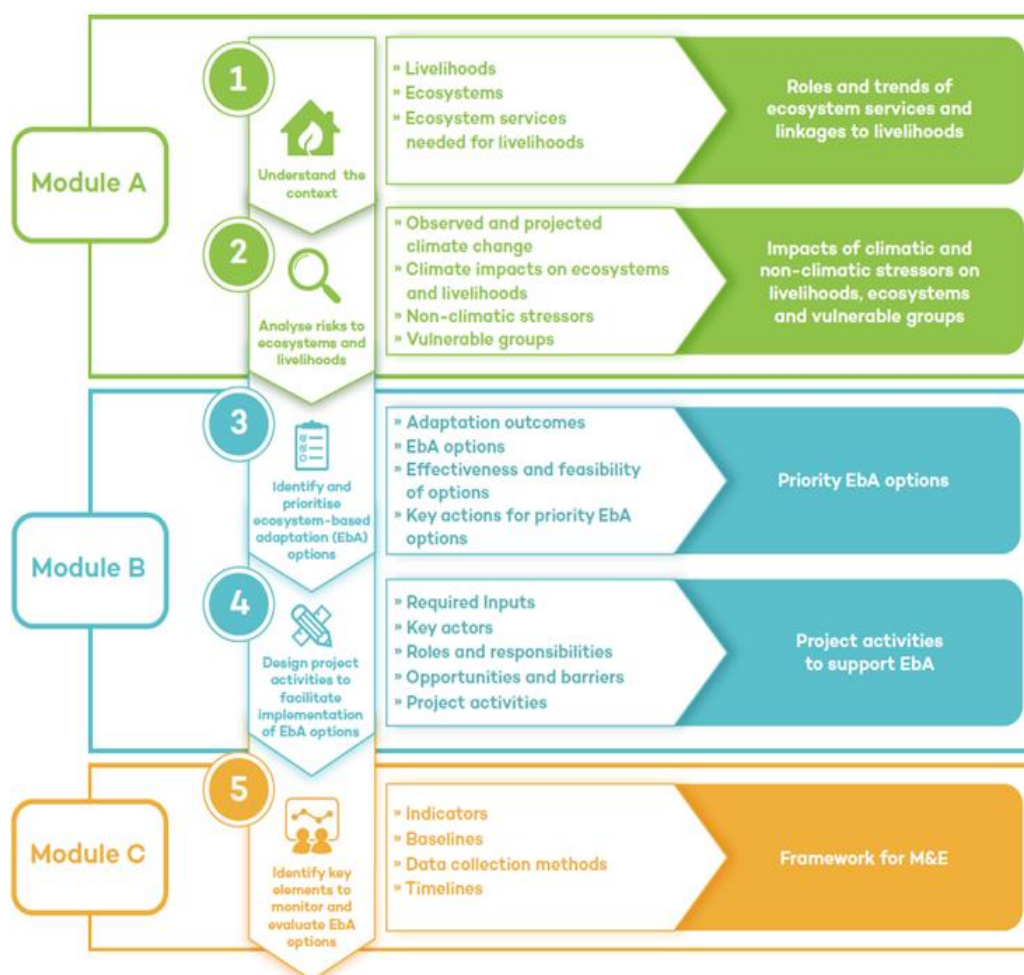 Module A
1
Understand the
context
» Livelihoods
» Ecosystems
» Ecosystem services
needed for livelihoods
Roles and trends of
ecosystem services and
linkages to livelihoods
2
Analyse risks to
ecosystems and
livelihoods
» Observed and projected
climate change
» Climate impacts on ecosystems
and livelihoods
» Non-climatic stressors
» Vulnerable groups
Impacts of climatic and
non-climatic stressors on
livelihoods, ecosystems
and vulnerable groups
Module B
3
Identify and
prioritise
ecosystem-based
adaptation (EbA)
options
» Adaptation outcomes
» EbA options
» Effectiveness and feasibility
of options
» Key actions for priority EbA
options
Priority EbA options
4
Design project
activities to
facilitate
implementation
of EbA options
» Required Inputs
» Key actors
» Roles and responsibilities
» Opportunities and barriers
» Project activities
Project activities
to support EbA
Module C
5
Identify key
elements to
monitor and
evaluate EbA
options
» Indicators
» Baselines
» Data collection methods
» Timelines
Framework for M&E